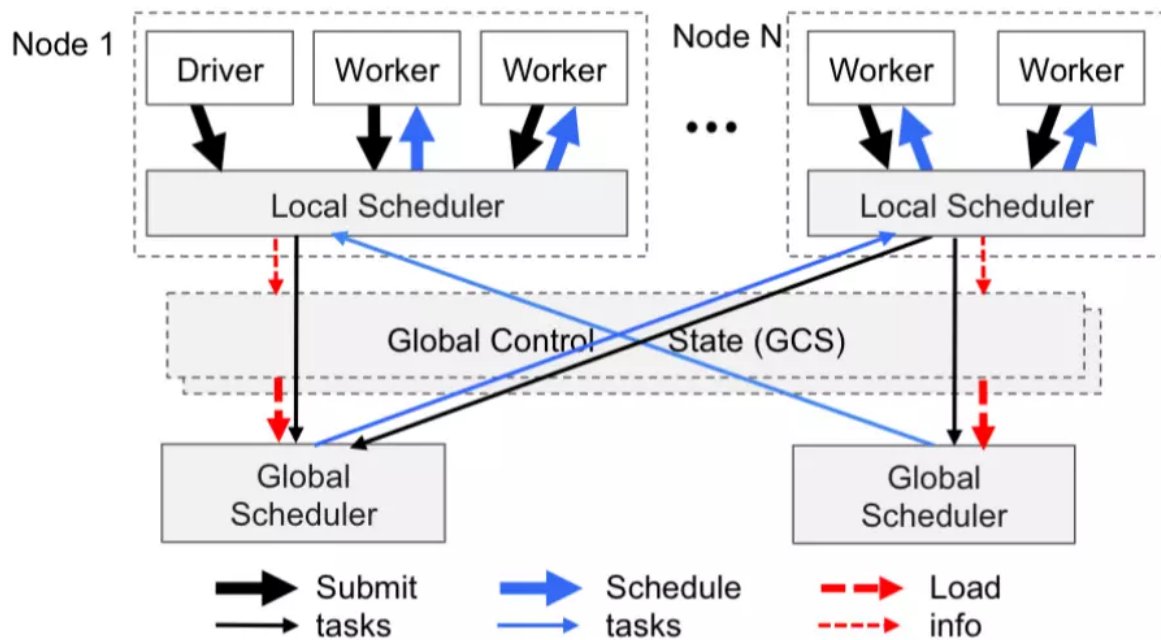 Node 1
Driver
Worker
Worker
Node N
Worker
Worker
...
Local Scheduler
Local Scheduler
Global Control State (GCS)
Global
Scheduler
Global
Scheduler
Submit
tasks
Schedule
tasks
Load
info